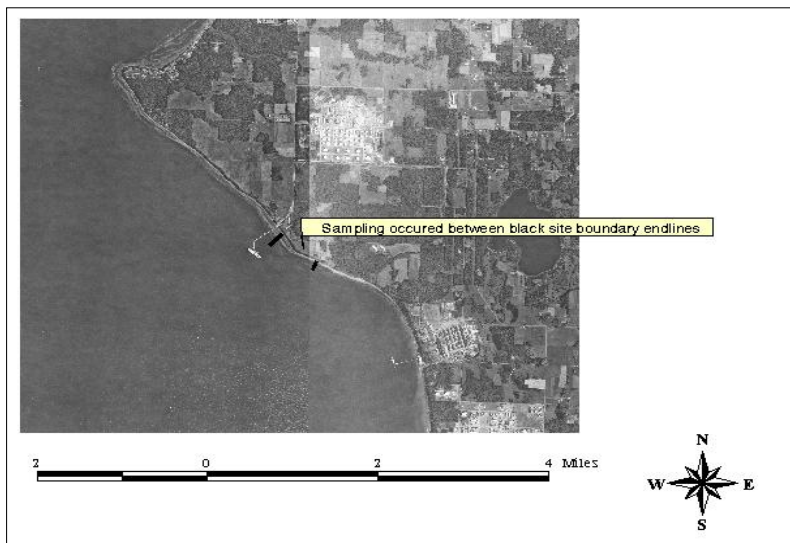 Sampling occured between black site boundary endlines
2 0 2 4 Miles
N
W E
S